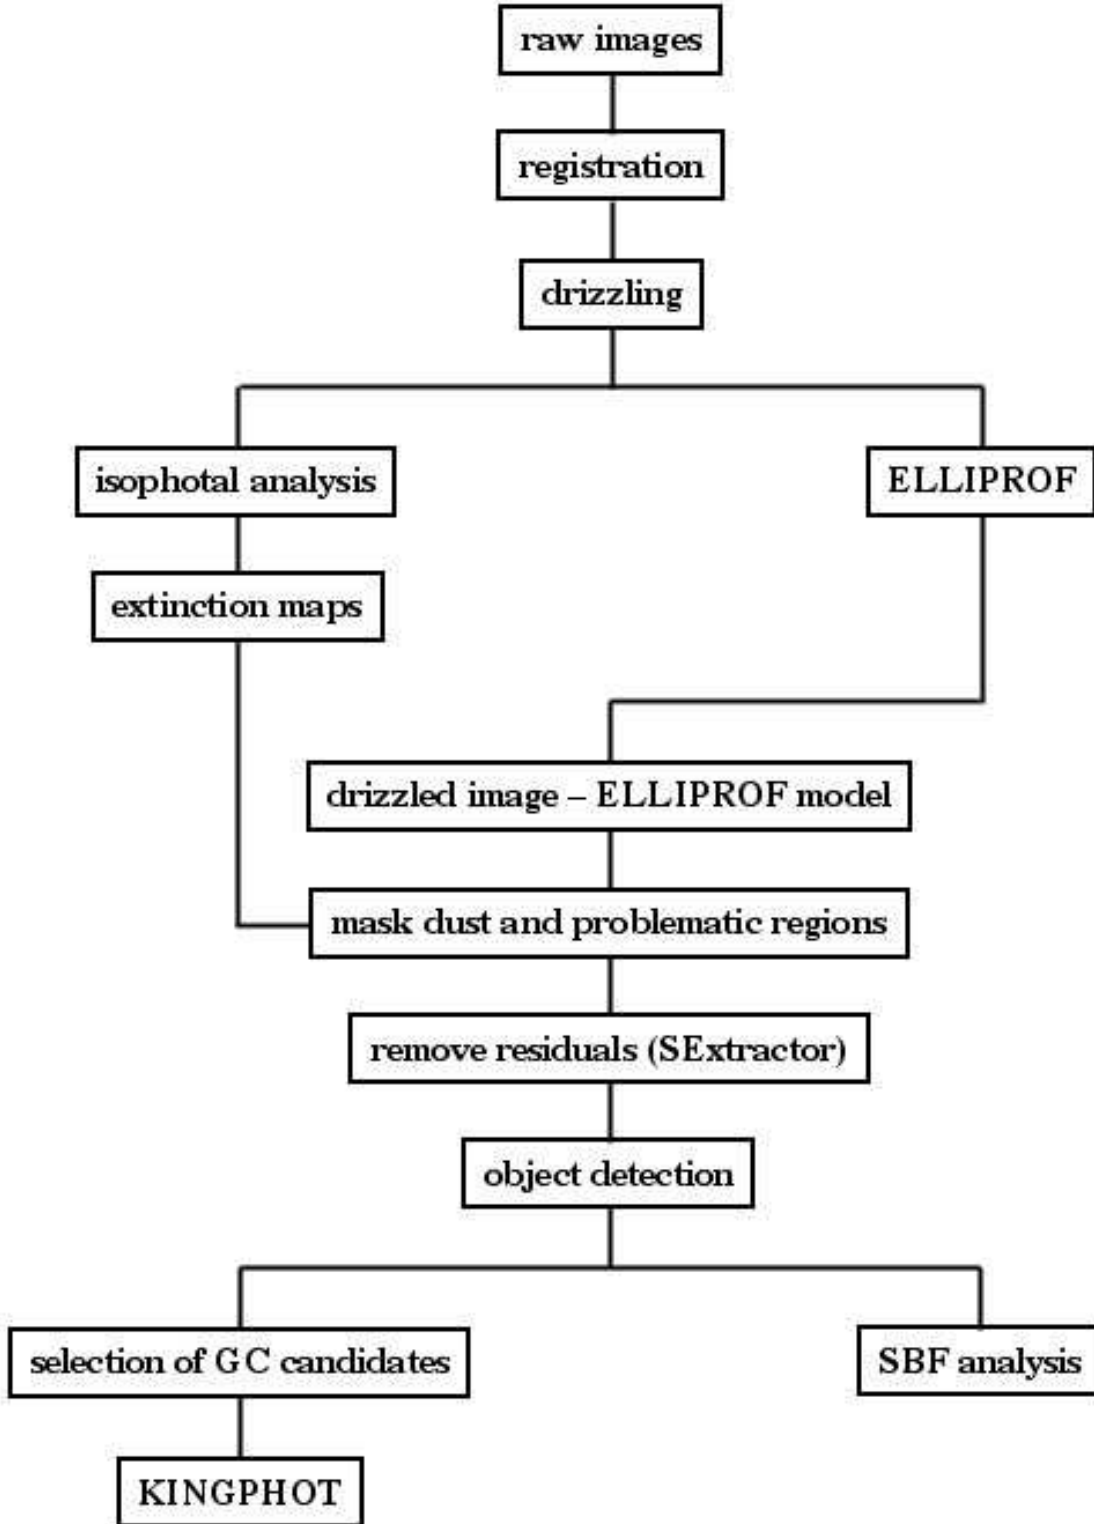 raw images
registration
drizzling
isophotal analysis
ELLIPROF
extinction maps
drizzled image – ELLIPROF model
mask dust and problematic regions
remove residuals (SExtractor)
object detection
selection of GC candidates
SBF analysis
KINGPHOT